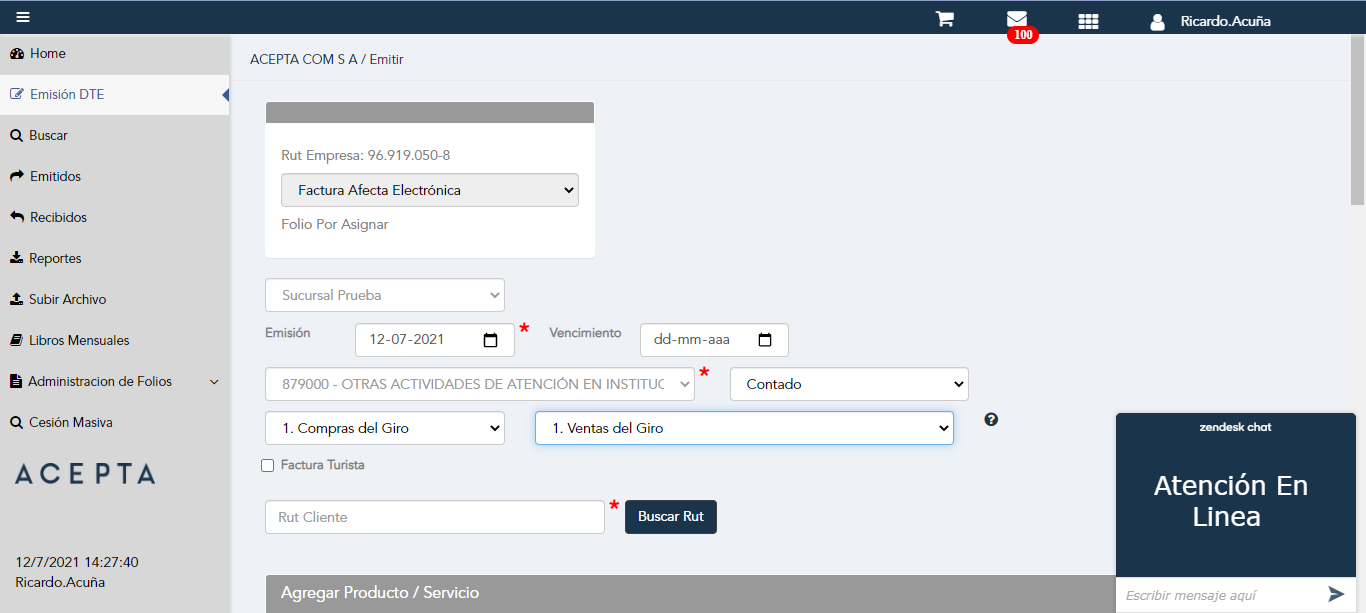 100
Ricardo.Acuña
Home
Emisión DTE
Buscar
Emitidos
Recibidos
Reportes
Subir Archivo
Libros Mensuales
Administracion de Folios
Cesión Masiva
ACEPTA
12/7/2021 14:27:40
Ricardo.Acuña
ACEPTA COM S A / Emitir
Rut Empresa: 96.919.050-8
Factura Afecta Electrónica
Folio Por Asignar
Sucursal Prueba
Emisión 12-07-2021 * Vencimiento dd-mm-aaa
879000 - OTRAS ACTIVIDADES DE ATENCIÓN EN INSTITUC * Contado
1. Compras del Giro 1. Ventas del Giro ?
Factura Turista
Rut Cliente * Buscar Rut
Agregar Producto / Servicio
zendesk chat
Atención En
Linea
Escribir mensaje aquí